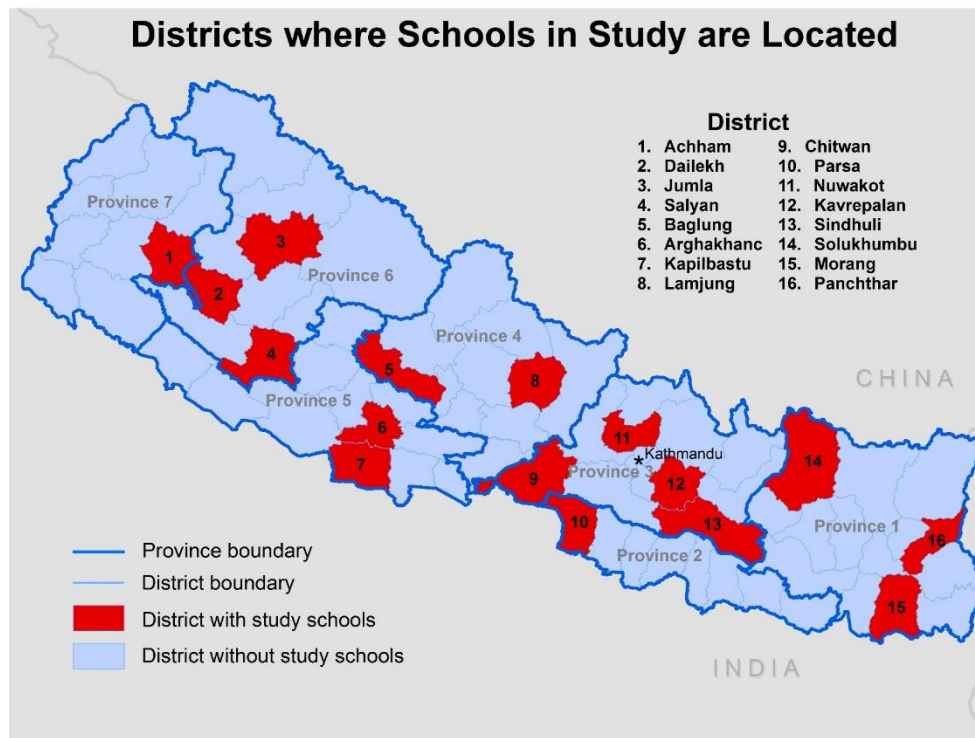 Districts where Schools in Study are Located
District
1. Achham
2. Dailekh
3. Jumla
4. Salyan
5. Baglung
6. Arghakhanc
7. Kapilbastu
8. Lamjung
9. Chitwan
10. Parsa
11. Nuwakot
12. Kavrepalan
13. Sindhuli
14. Solukhumbu
15. Morang
16. Panchthar
Province 7
1
2
3
Province 6
4
Province 5
5
Province 4
6
7
8
CHINA
11
Kathmandu
9
Province 3
12
10
13
Province 2
14
Province 1
16
15
INDIA
Province boundary
District boundary
District with study schools
District without study schools